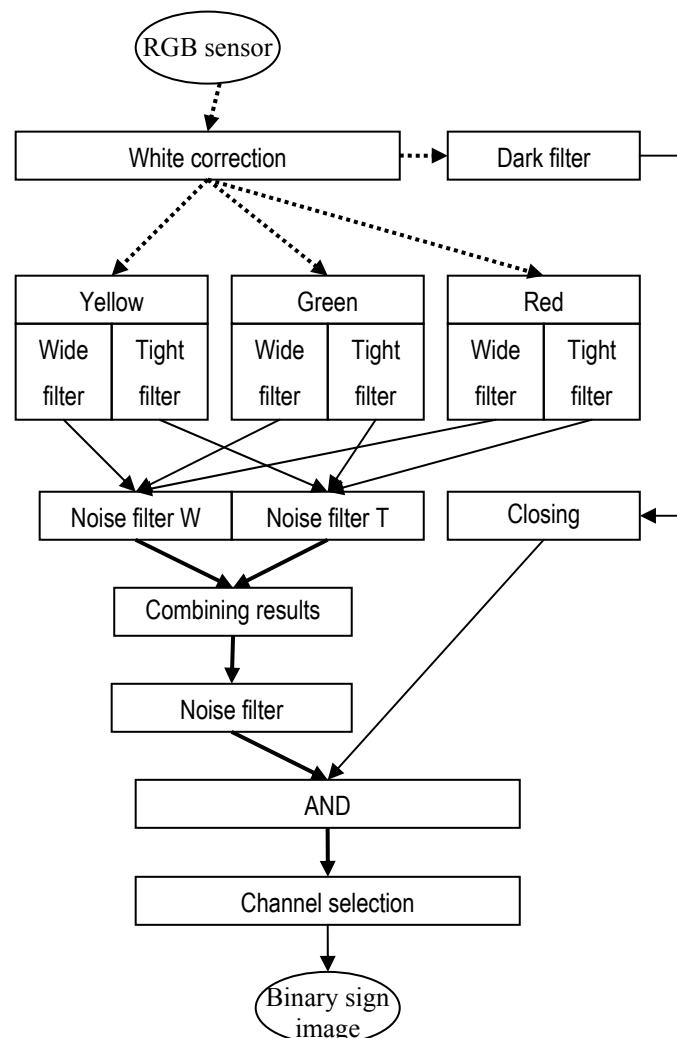 RGB sensor
White correction
Dark filter
Yellow
Green
Red
Wide
filter
Tight
filter
Wide
filter
Tight
filter
Wide
filter
Tight
filter
Noise filter W
Noise filter T
Closing
Combining results
Noise filter
AND
Channel selection
Binary sign
image